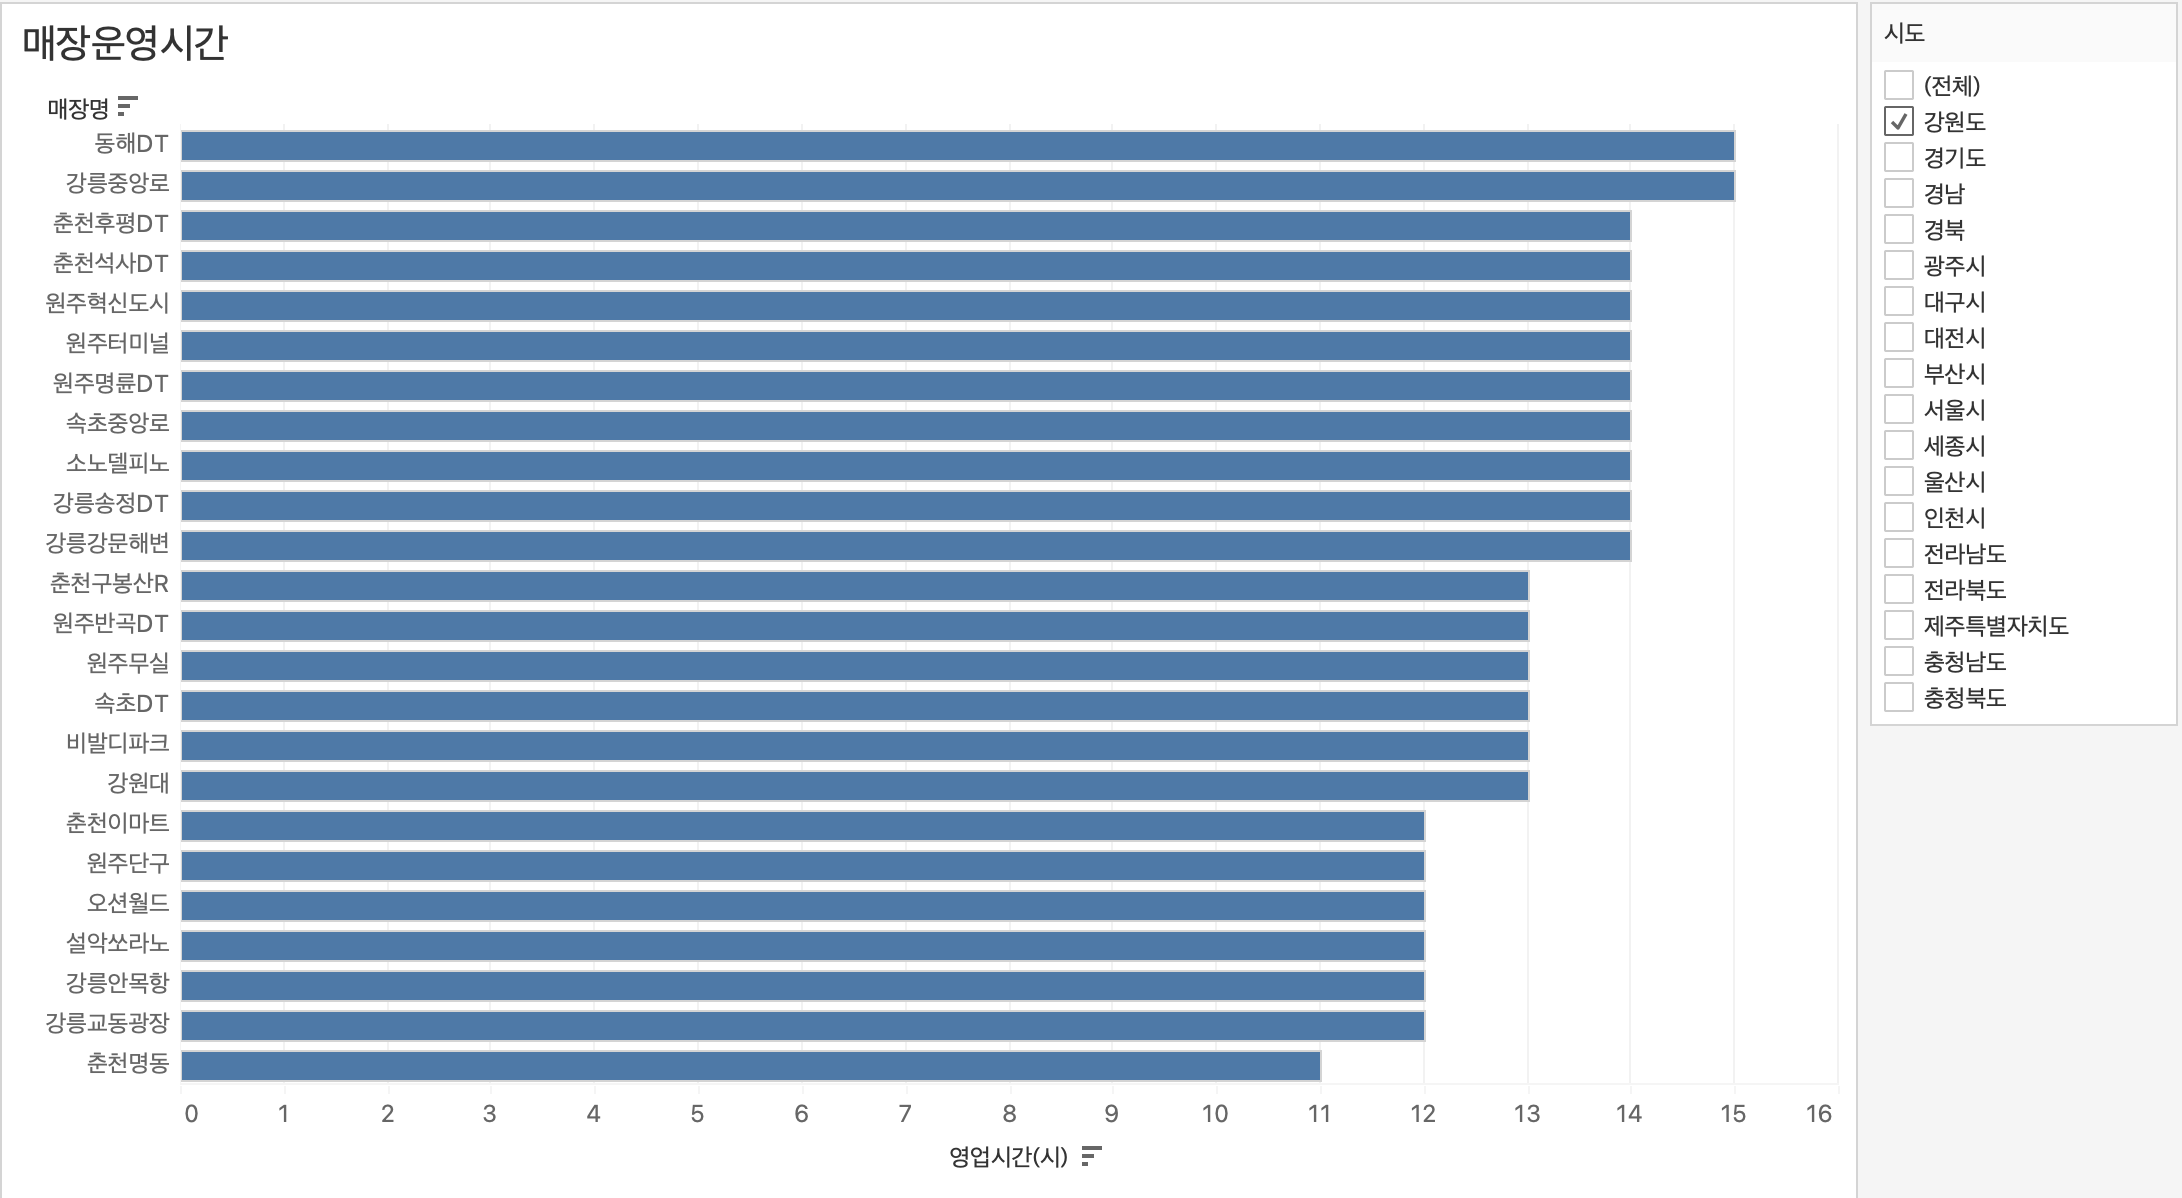 매장운영시간
매장명
동해DT
강릉중앙로
춘천후평DT
춘천석사DT
원주혁신도시
원주터미널
원주명륜DT
속초중앙로
소노델피노
강릉송정DT
강릉강문해변
춘천구봉산R
원주반곡DT
원주무실
속초DT
비발디파크
강원대
춘천이마트
원주단구
오션월드
설악쏘라노
강릉안목항
강릉교동광장
춘천명동
0 1 2 3 4 5 6 7 8 9 10 11 12 13 14 15 16
영업시간(시)
시도
(전체)
강원도
경기도
경남
경북
광주시
대구시
대전시
부산시
서울시
세종시
울산시
인천시
전라남도
전라북도
제주특별자치도
충청남도
충청북도